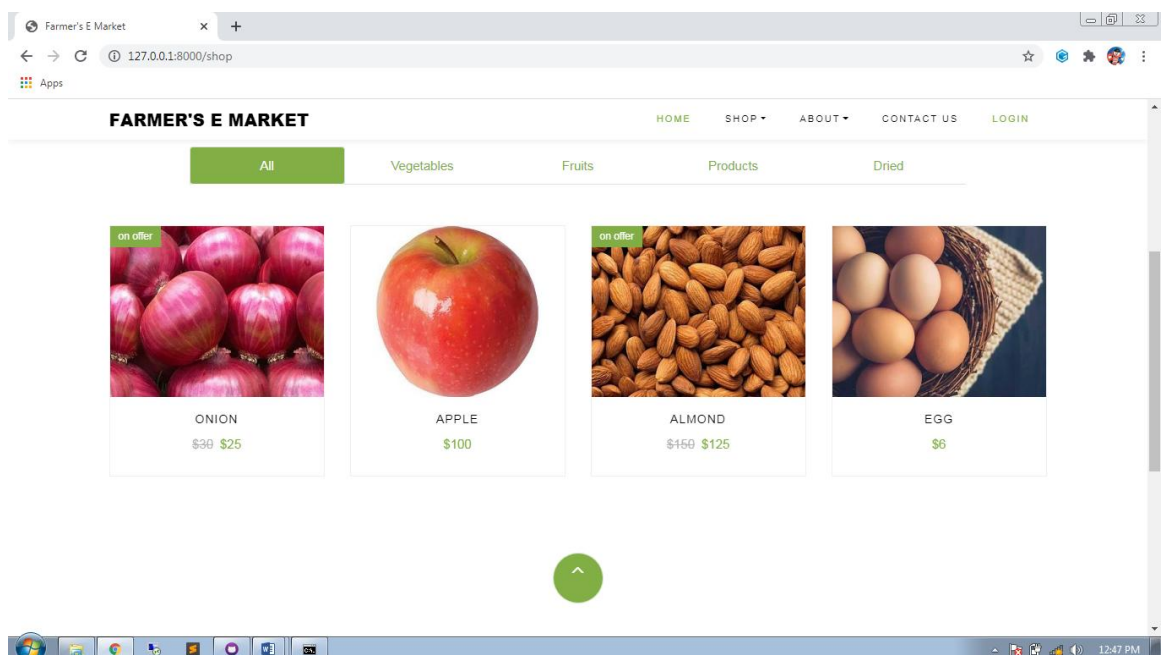 Farmer's E Market
127.0.0.1:8000/shop
Apps
FARMER'S E MARKET HOME SHOP ABOUT CONTACT US LOGIN
All Vegetables Fruits Products Dried
on offer on offer
ONION APPLE ALMOND EGG
$30 $25 $100 $150 $125 $6
12:47 PM